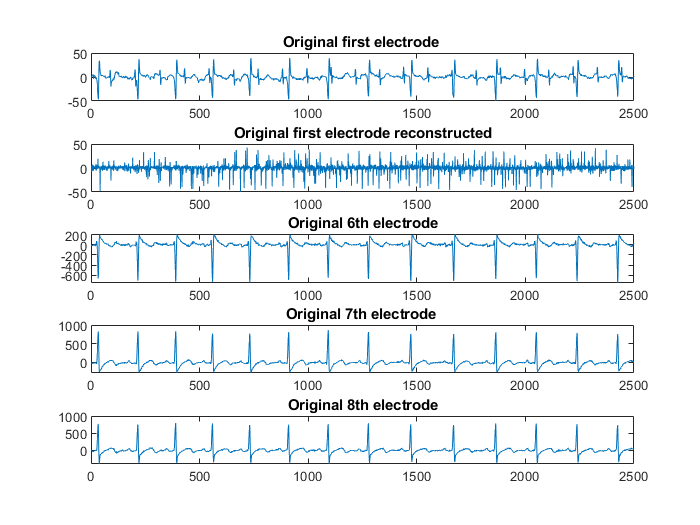 Original first electrode
50
0
-50
0 500 1000 1500 2000 2500
Original first electrode reconstructed
50
0
-50
0 500 1000 1500 2000 2500
Original 6th electrode
200
0
-200
-400
-600
0 500 1000 1500 2000 2500
Original 7th electrode
1000
500
0
0 500 1000 1500 2000 2500
Original 8th electrode
1000
500
0
0 500 1000 1500 2000 2500